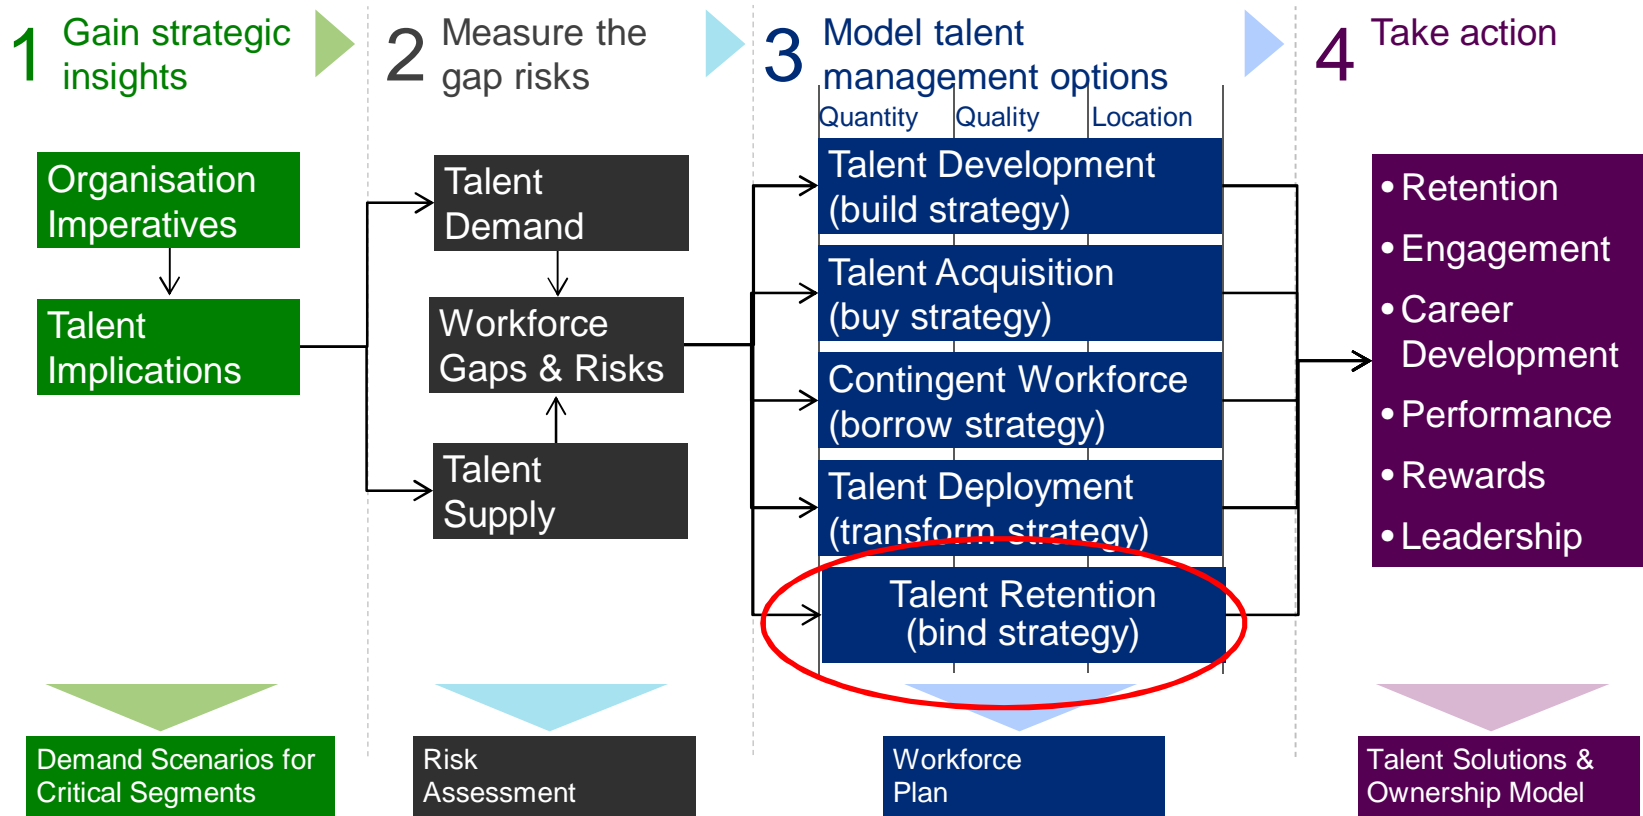 1 Gain strategic
insights
2 Measure the
gap risks
3 Model talent
management options
4 Take action
Quantity Quality Location
Organisation
Imperatives
Talent
Implications
Talent
Demand
Workforce
Gaps & Risks
Talent
Supply
Talent Development
(build strategy)
Talent Acquisition
(buy strategy)
Contingent Workforce
(borrow strategy)
Talent Deployment
(transform strategy)
Talent Retention
(bind strategy)
• Retention
• Engagement
• Career
Development
• Performance
• Rewards
• Leadership
Demand Scenarios for
Critical Segments
Risk
Assessment
Workforce
Plan
Talent Solutions &
Ownership Model